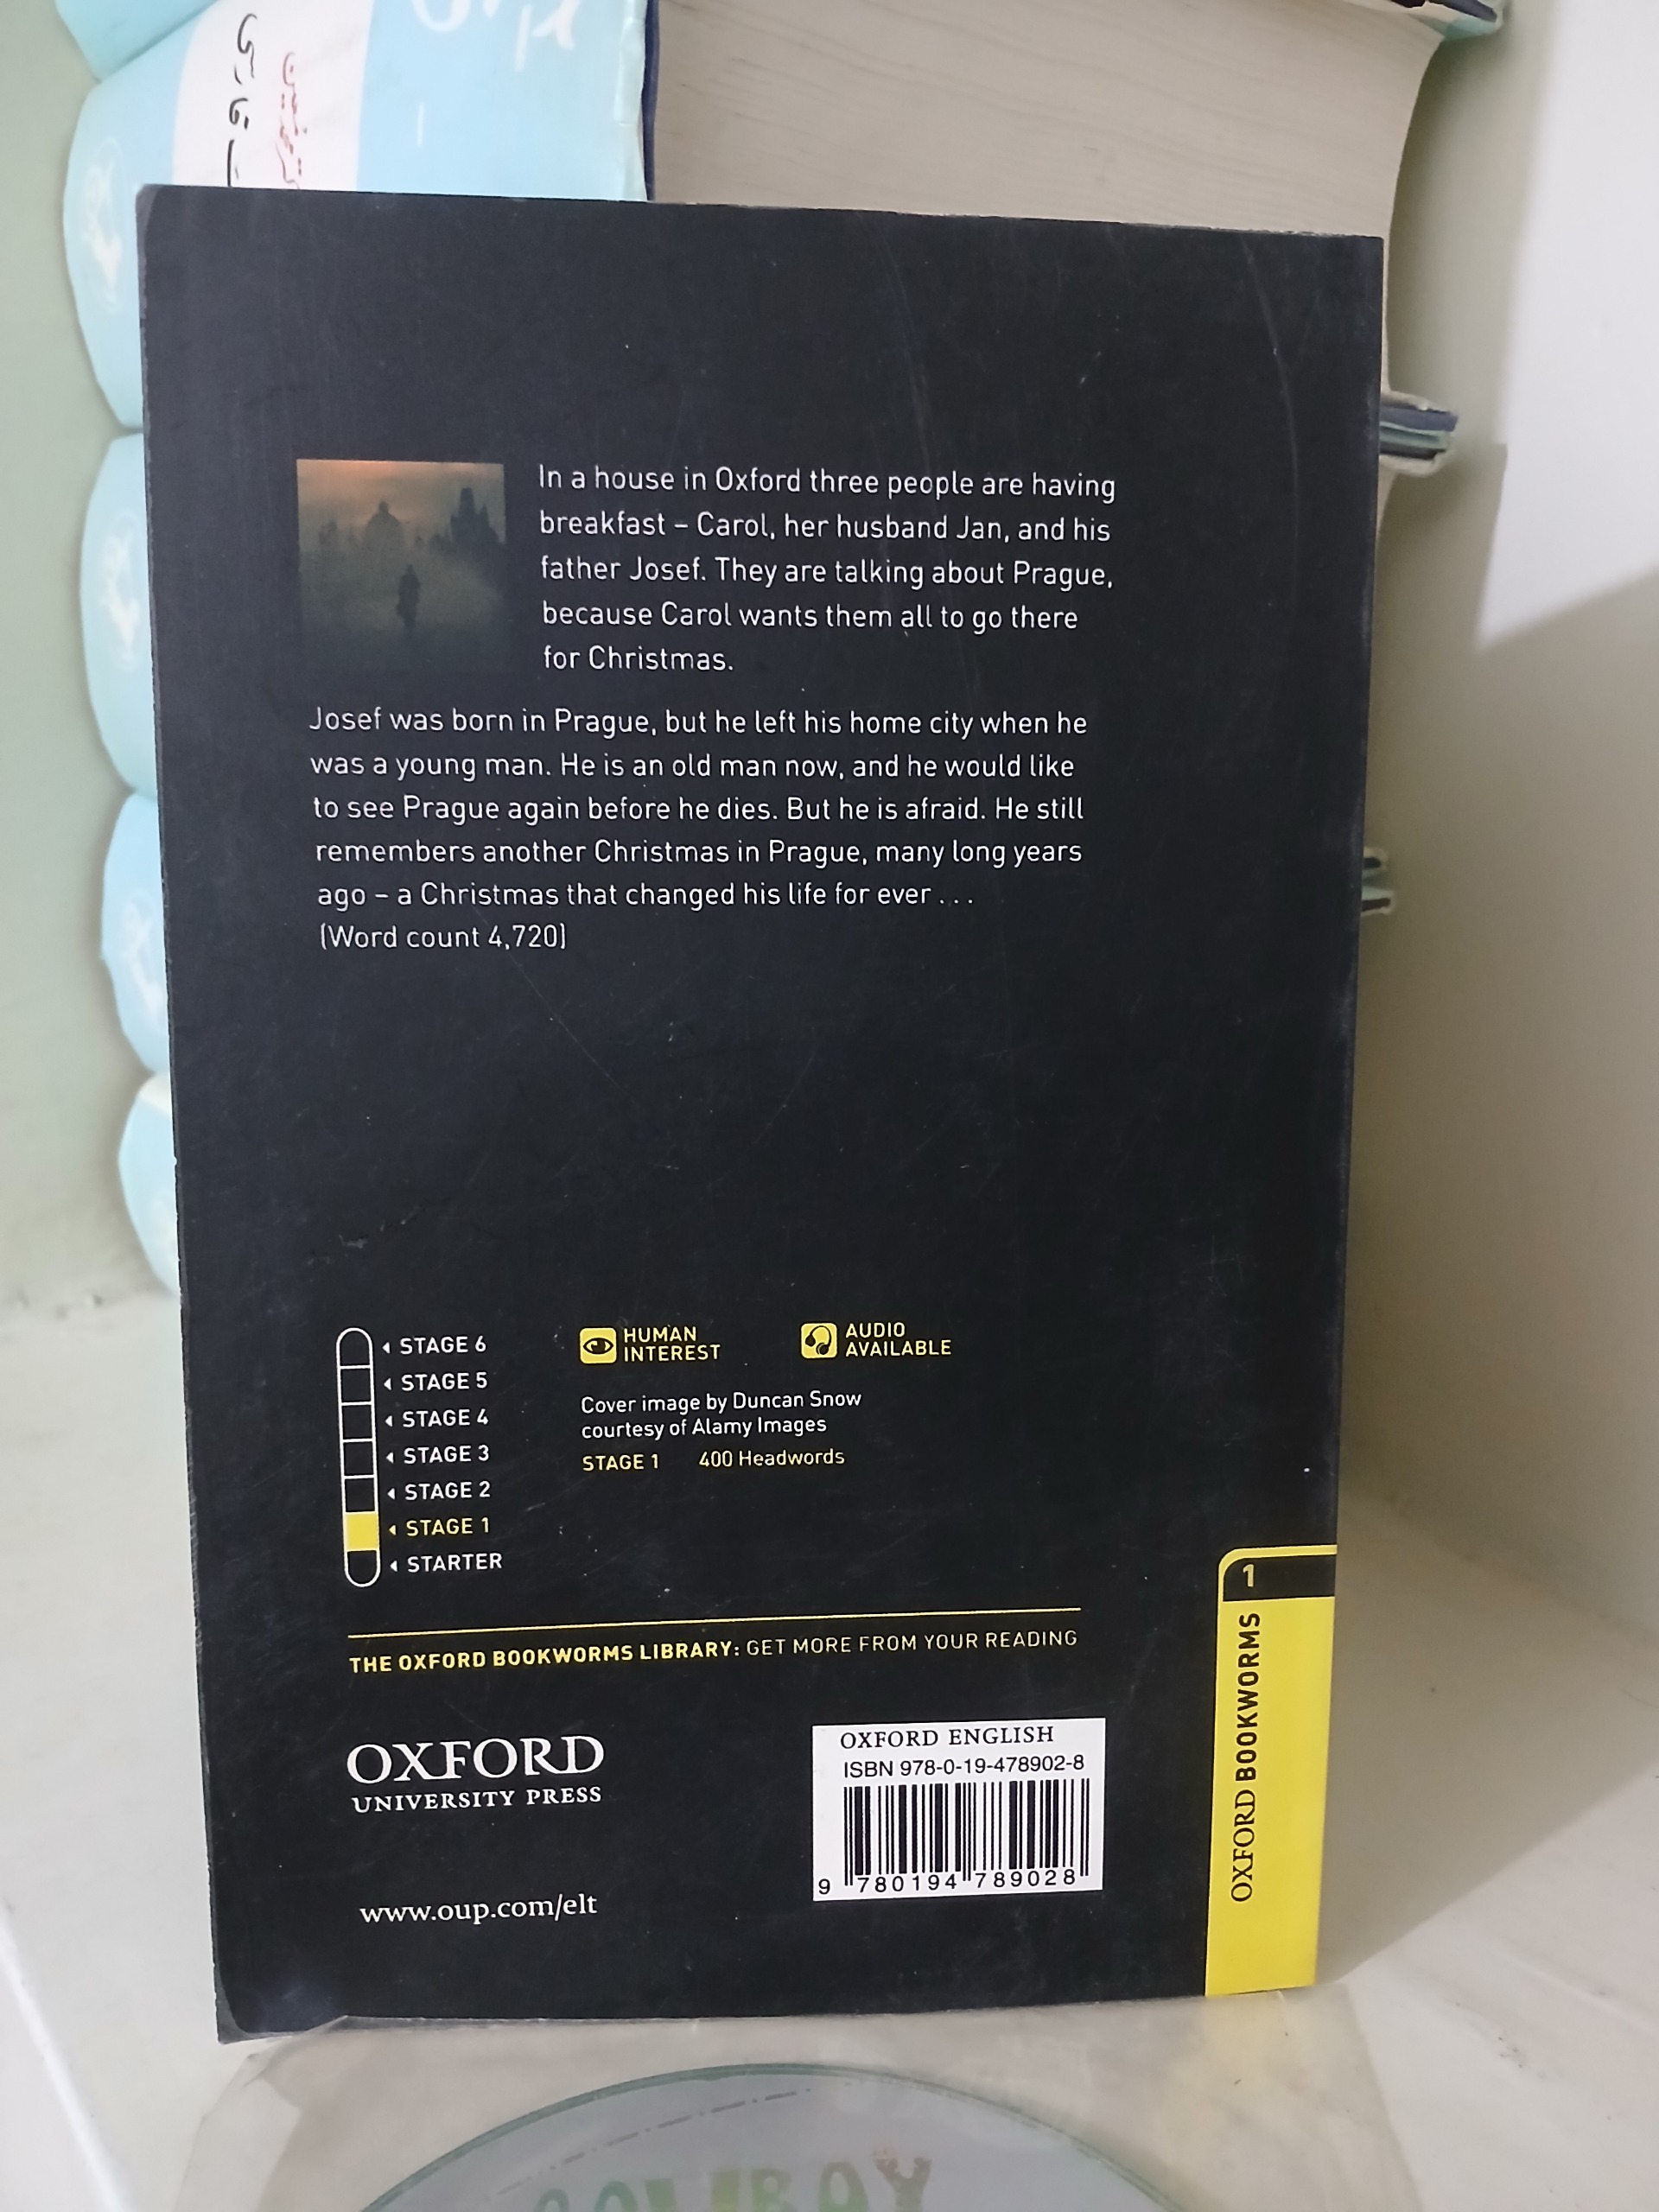 In a house in Oxford three people are having
breakfast – Carol, her husband Jan, and his
father Josef. They are talking about Prague,
because Carol wants them all to go there
for Christmas.
Josef was born in Prague, but he left his home city when he
was a young man. He is an old man now, and he would like
to see Prague again before he dies. But he is afraid. He still
remembers another Christmas in Prague, many long years
ago – a Christmas that changed his life for ever . . .
(Word count 4,720)
STAGE 6
STAGE 5
STAGE 4
STAGE 3
STAGE 2
STAGE 1
STARTER
HUMAN
INTEREST
AUDIO
AVAILABLE
Cover image by Duncan Snow
courtesy of Alamy Images
STAGE 1 400 Headwords
THE OXFORD BOOKWORMS LIBRARY: GET MORE FROM YOUR READING
OXFORD
UNIVERSITY PRESS
www.oup.com/elt
OXFORD ENGLISH
ISBN 978-0-19-478902-8
9 780194 789028
1
OXFORD BOOKWORMS